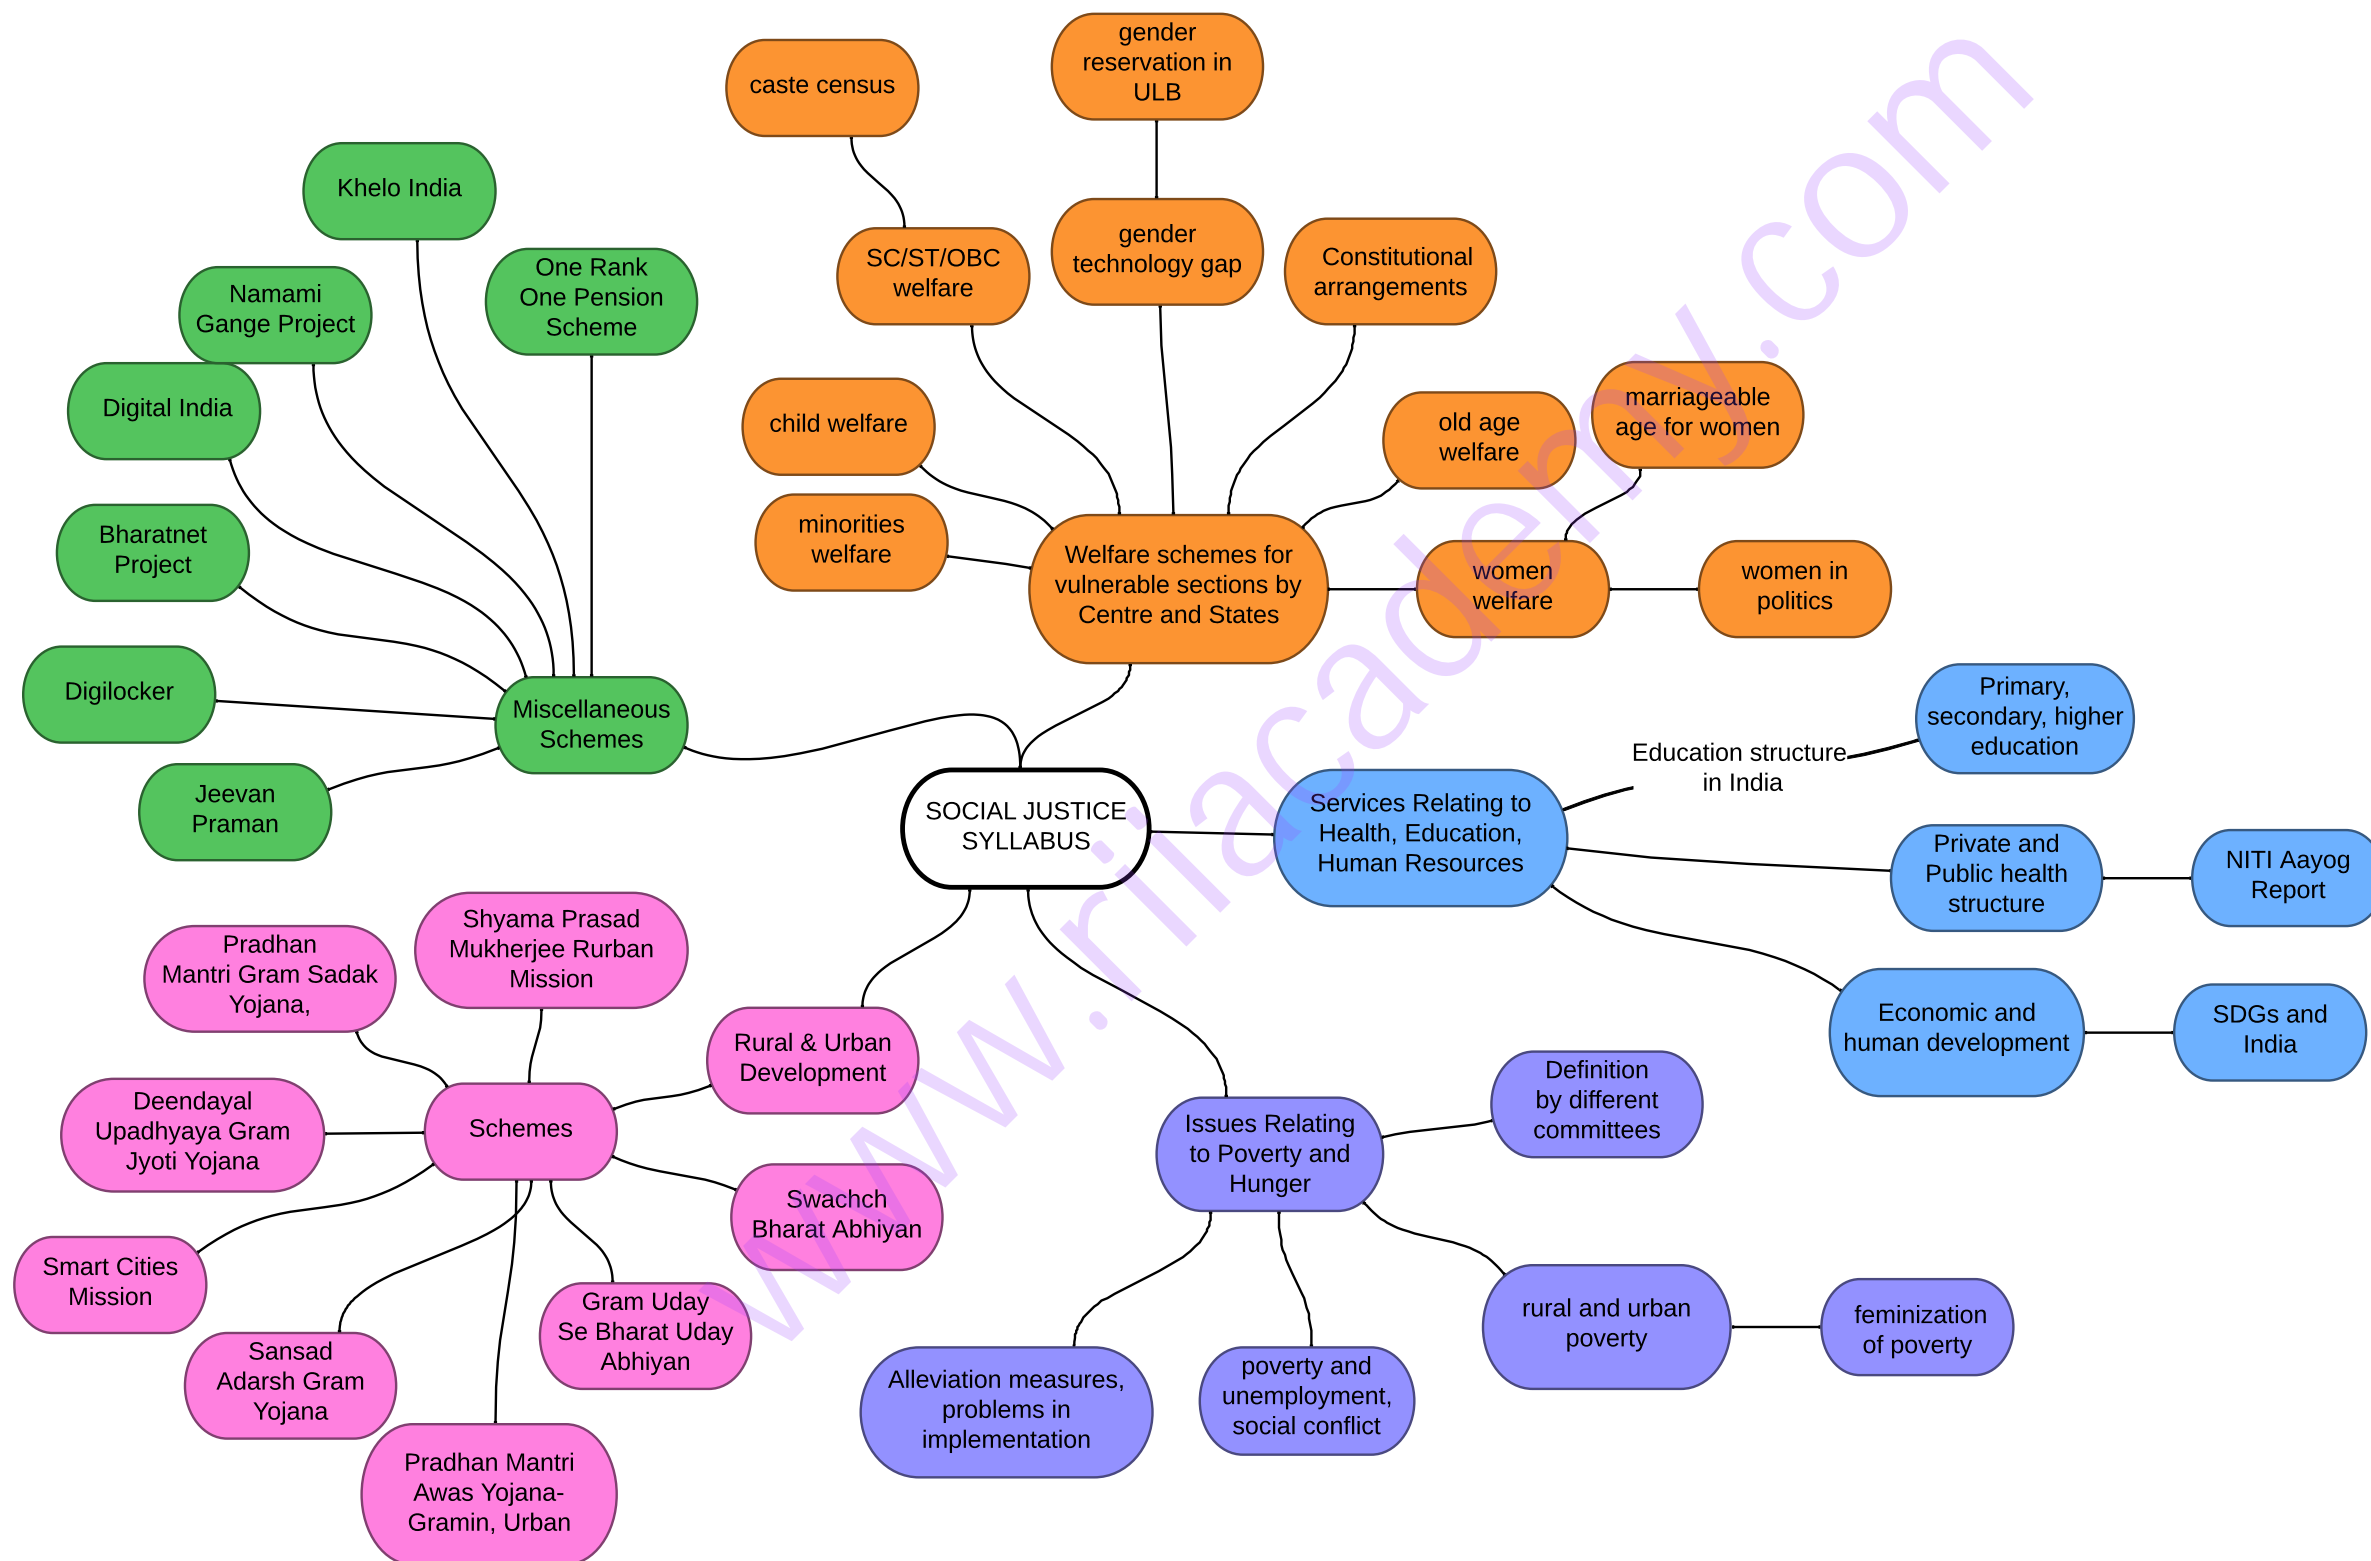 gender
reservation in
ULB
caste census
Khelo India
One Rank
One Pension
Scheme
Namami
Gange Project
Digital India
Bharatnet
Project
Digilocker
Jeevan
Praman
Miscellaneous
Schemes
SC/ST/OBC
welfare
gender
technology gap
Constitutional
arrangements
child welfare
minorities
welfare
old age
welfare
marriageable
age for women
Welfare schemes for
vulnerable sections by
Centre and States
women
welfare
women in
politics
SOCIAL JUSTICE
SYLLABUS
Services Relating to
Health, Education,
Human Resources
Education structure
in India
Primary,
secondary, higher
education
Private and
Public health
structure
NITI Aayog
Report
Economic and
human development
SDGs and
India
Rural & Urban
Development
Schemes
Shyama Prasad
Mukherjee Rurban
Mission
Pradhan
Mantri Gram Sadak
Yojana,
Deendayal
Upadhyaya Gram
Jyoti Yojana
Smart Cities
Mission
Sansad
Adarsh Gram
Yojana
Pradhan Mantri
Awas Yojana-
Gramin, Urban
Gram Uday
Se Bharat Uday
Abhiyan
Swachch
Bharat Abhiyan
Issues Relating
to Poverty and
Hunger
Definition
by different
committees
rural and urban
poverty
feminization
of poverty
poverty and
unemployment,
social conflict
Alleviation measures,
problems in
implementation